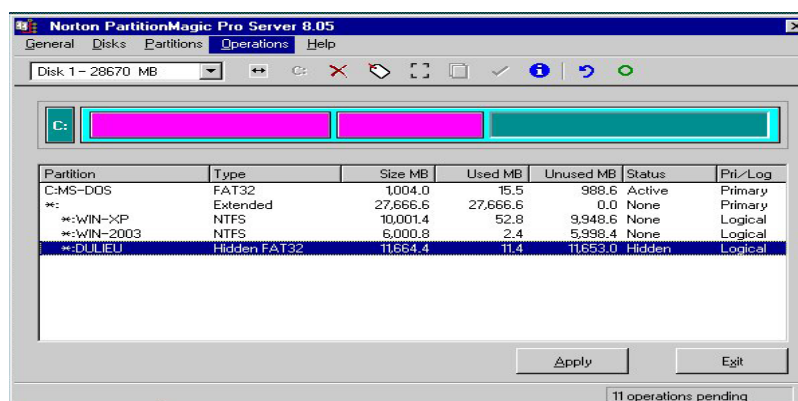 Norton PartitionMagic Pro Server 8.05
General Disks Partitions Operations Help
Disk 1 - 28670 MB C:
C:
Partition Type Size MB Used MB Unused MB Status Pri/Log
C:MS-DOS FAT32 1,004.0 15.5 988.6 Active Primary
*: Extended 27,666.6 27,666.6 0.0 None Primary
*:WIN-XP NTFS 10,001.4 52.8 9,948.6 None Logical
*:WIN-2003 NTFS 6,000.8 2.4 5,998.4 None Logical
*:DULIEU Hidden FAT32 11,664.4 11.4 11,653.0 Hidden Logical
Apply Exit
11 operations pending